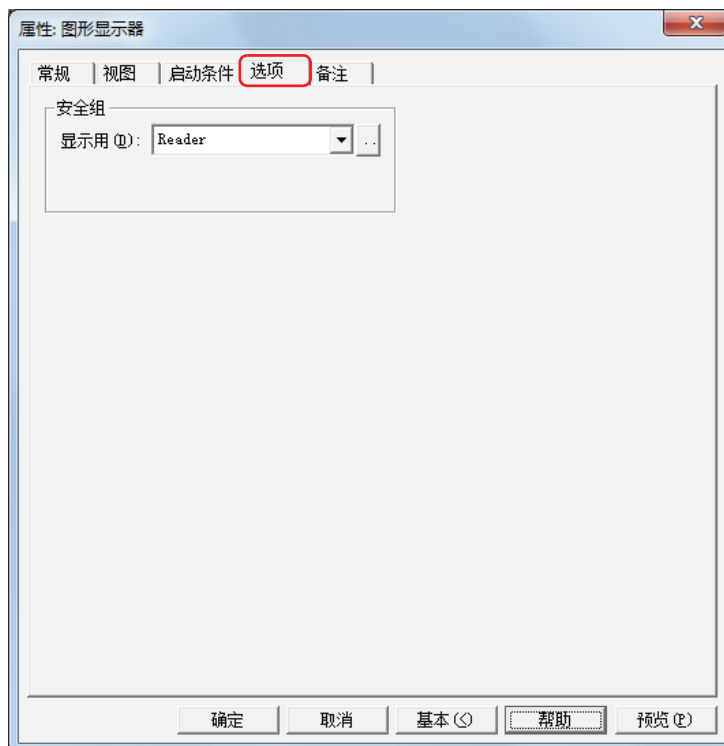 属性: 图形显示器
常规 视图 启动条件 选项 备注
安全组
显示用(D): Reader ..
确定 取消 基本(<) 帮助 预览(P)